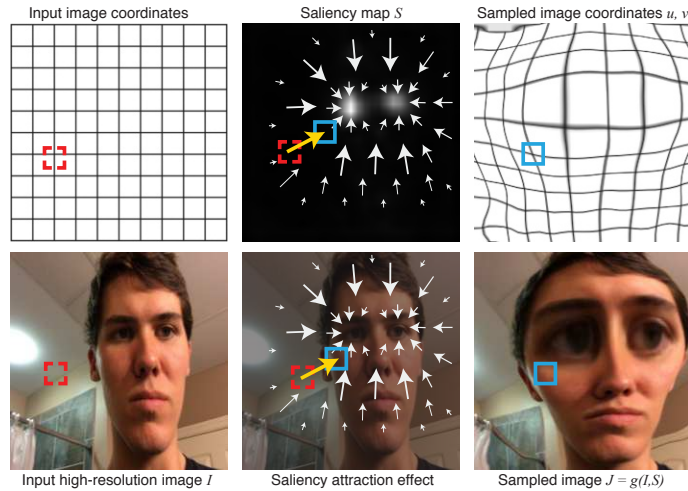 Input image coordinates
Saliency map S
Sampled image coordinates u, v
Input high-resolution image I
Saliency attraction effect
Sampled image J = g(I,S)